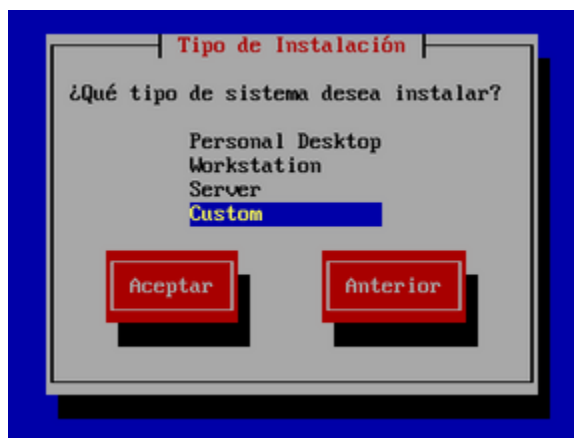 Tipo de Instalación
¿Qué tipo de sistema desea instalar?
Personal Desktop
Workstation
Server
Custom
Aceptar Anterior